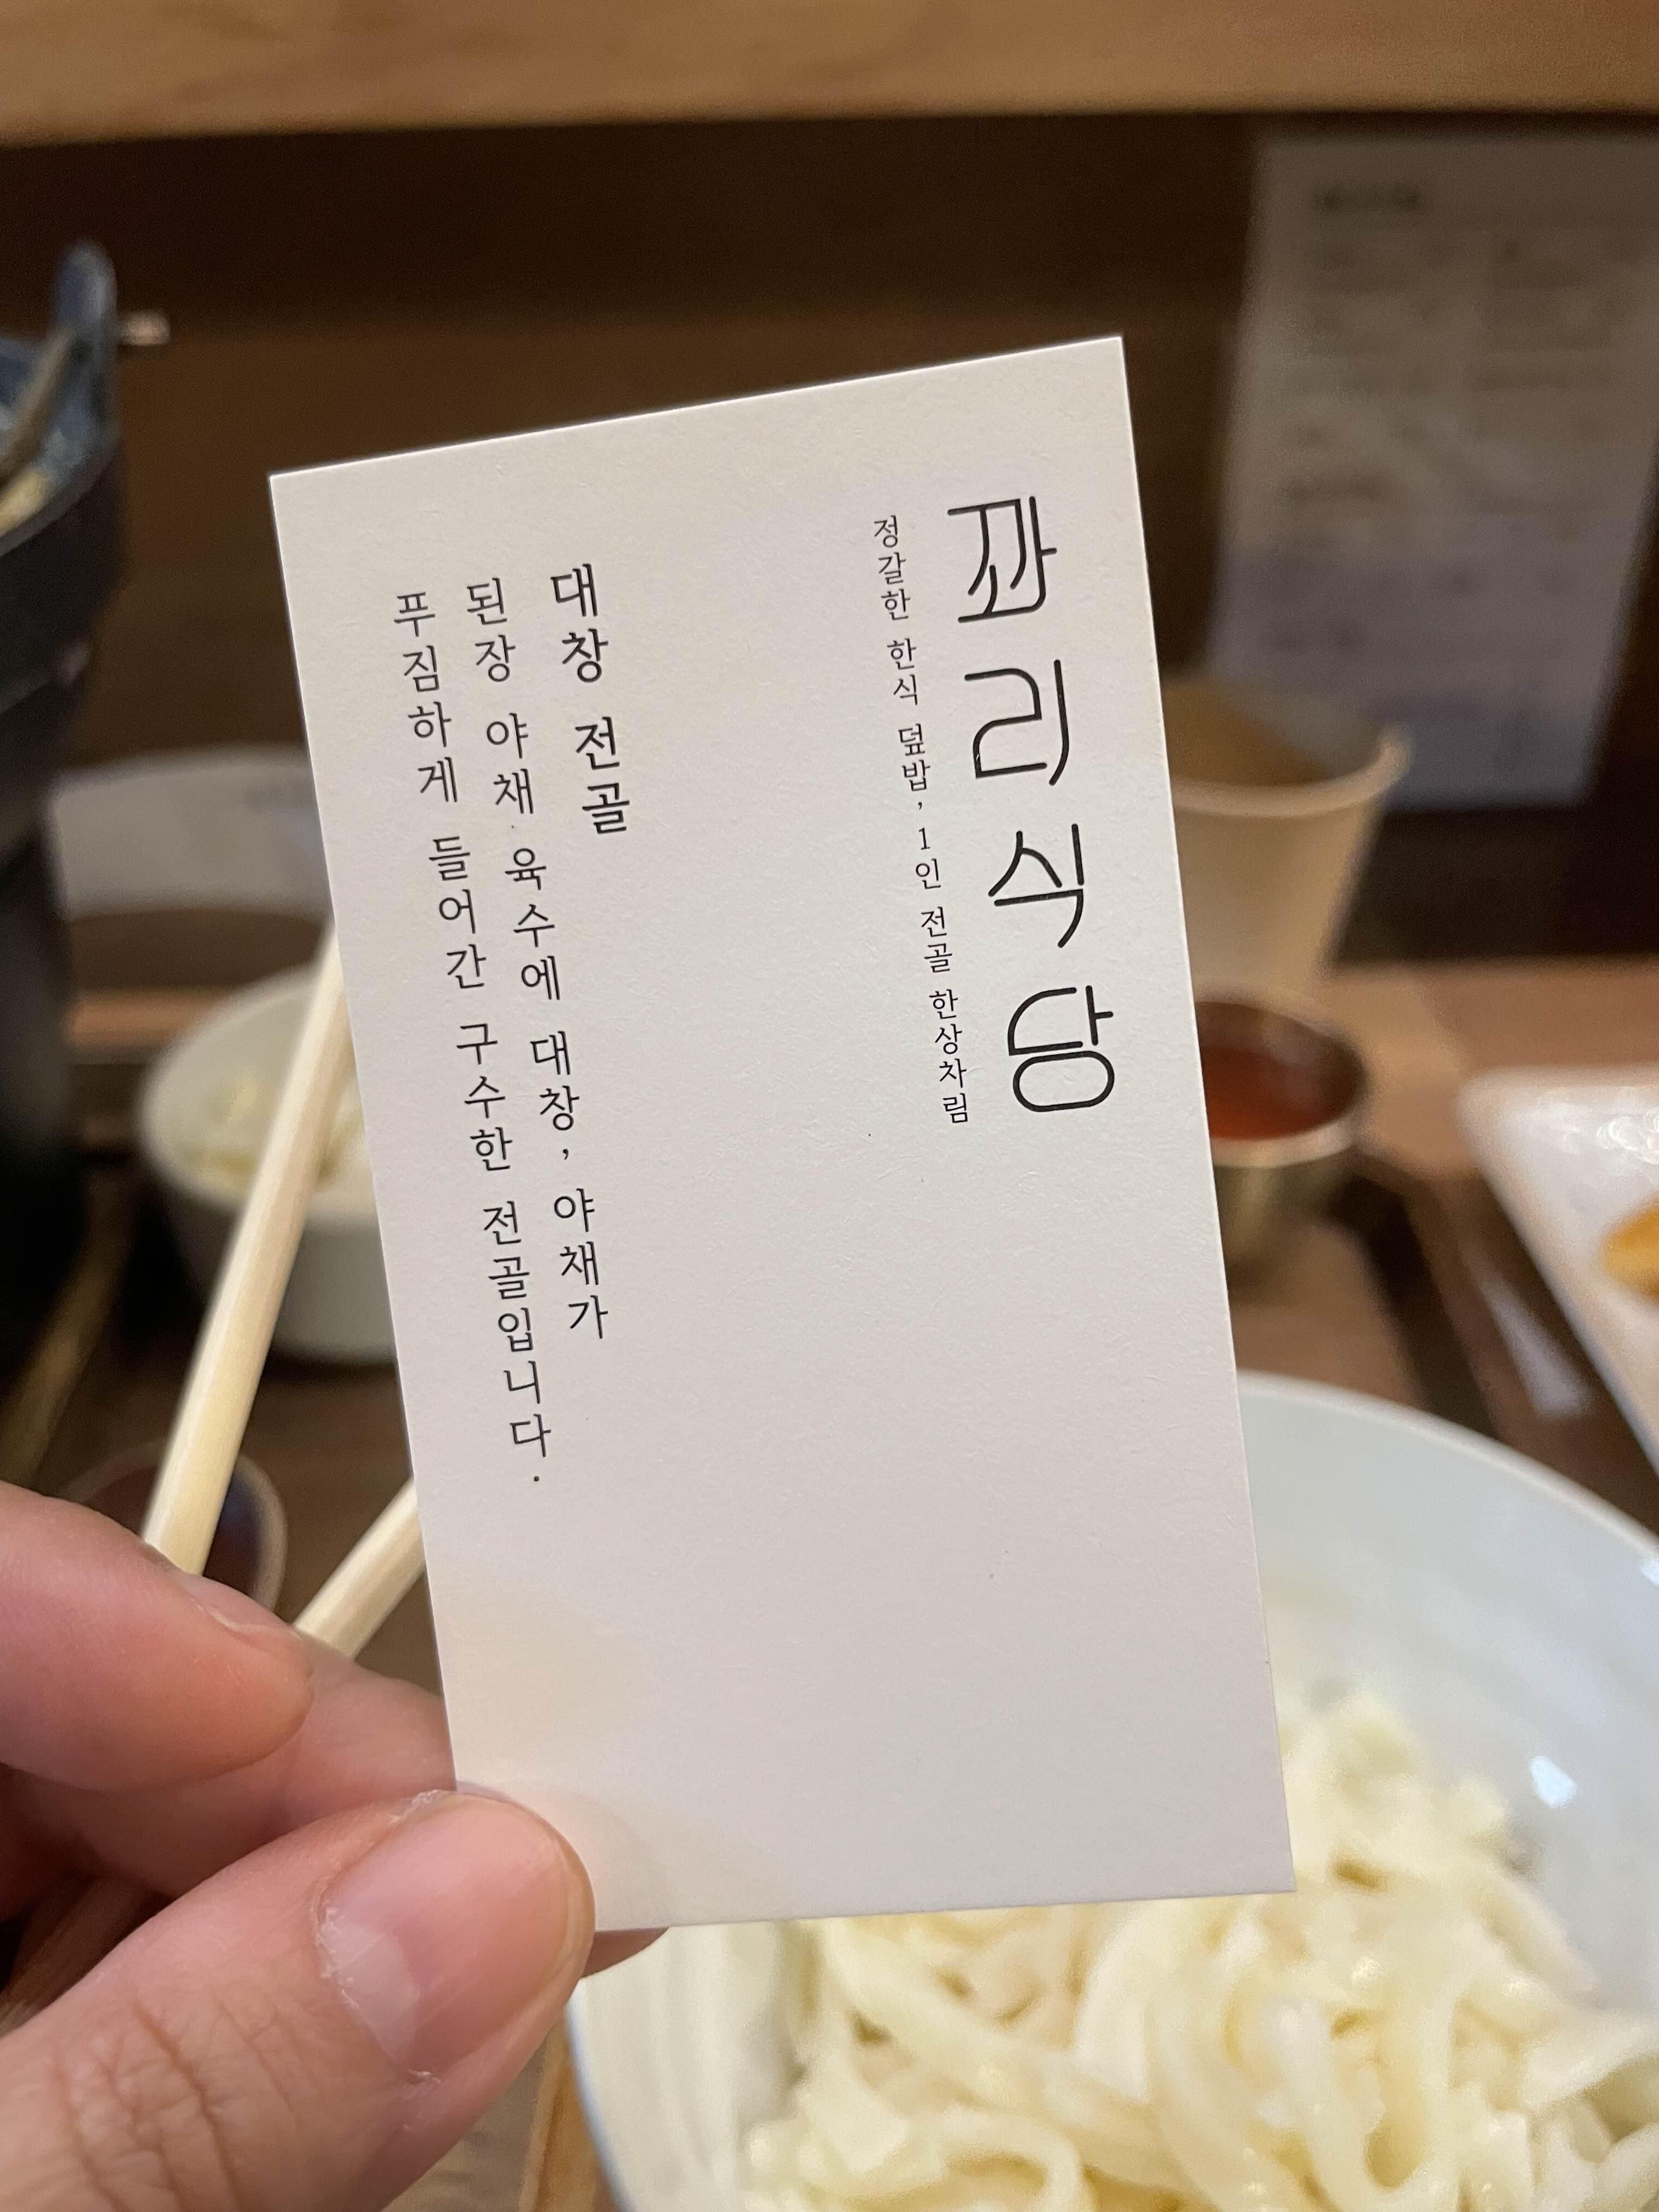 꽈리식당
정갈한 한식 덮밥, 1인 전골 한상차림
대창 전골
된장 야채 육수에 대창, 야채가
푸짐하게 들어간 구수한 전골입니다.